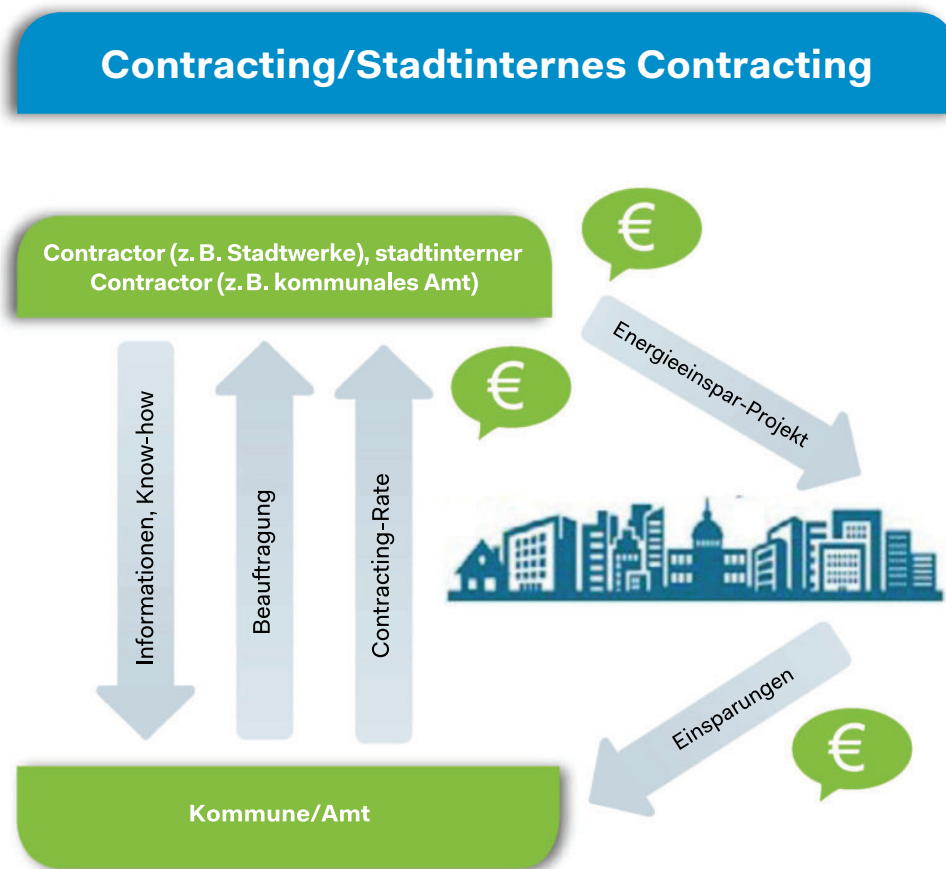 Contracting/Stadtinternes Contracting
€
Contractor (z. B. Stadtwerke), stadtinterner
Contractor (z. B. kommunales Amt)
Energieeinspar-Projekt
€
Informationen, Know-how
Beauftragung
Contracting-Rate
Einsparungen
€
Kommune/Amt